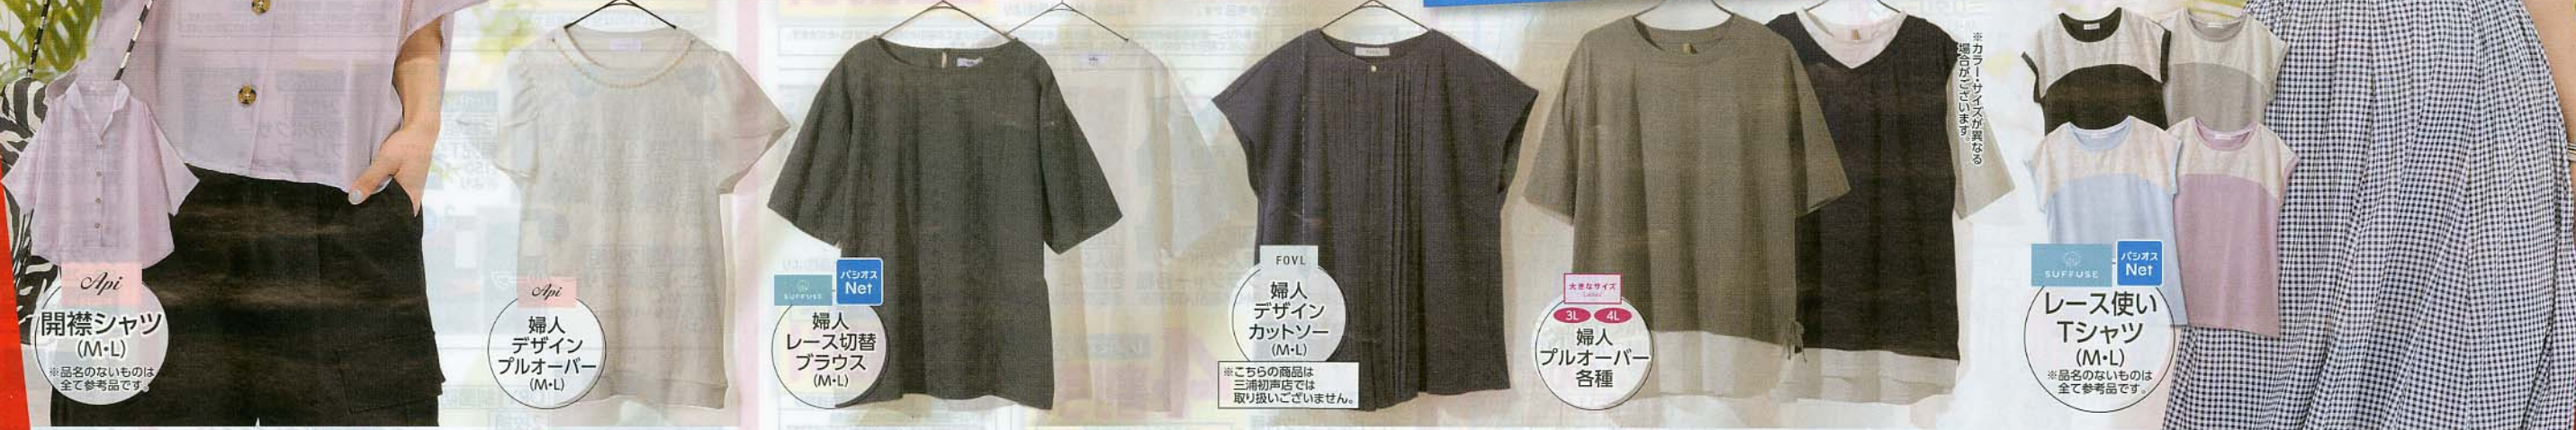 Api
開襟シャツ
(M・L)
※品名のないものは
全て参考品です。
Api
婦人
デザイン
プルオーバー
(M・L)
SUFFUSE
パシオス
Net
婦人
レース切替
ブラウス
(M・L)
FOVL
婦人
デザイン
カットソー
(M・L)
※こちらの商品は
三浦初声店では
取り扱いございません。
大きなサイズ
Ladies'
3L 4L
婦人
プルオーバー
各種
※カラー・サイズが異なる
場合がございます。
SUFFUSE
パシオス
Net
レース使い
Tシャツ
(M・L)
※品名のないものは
全て参考品です。